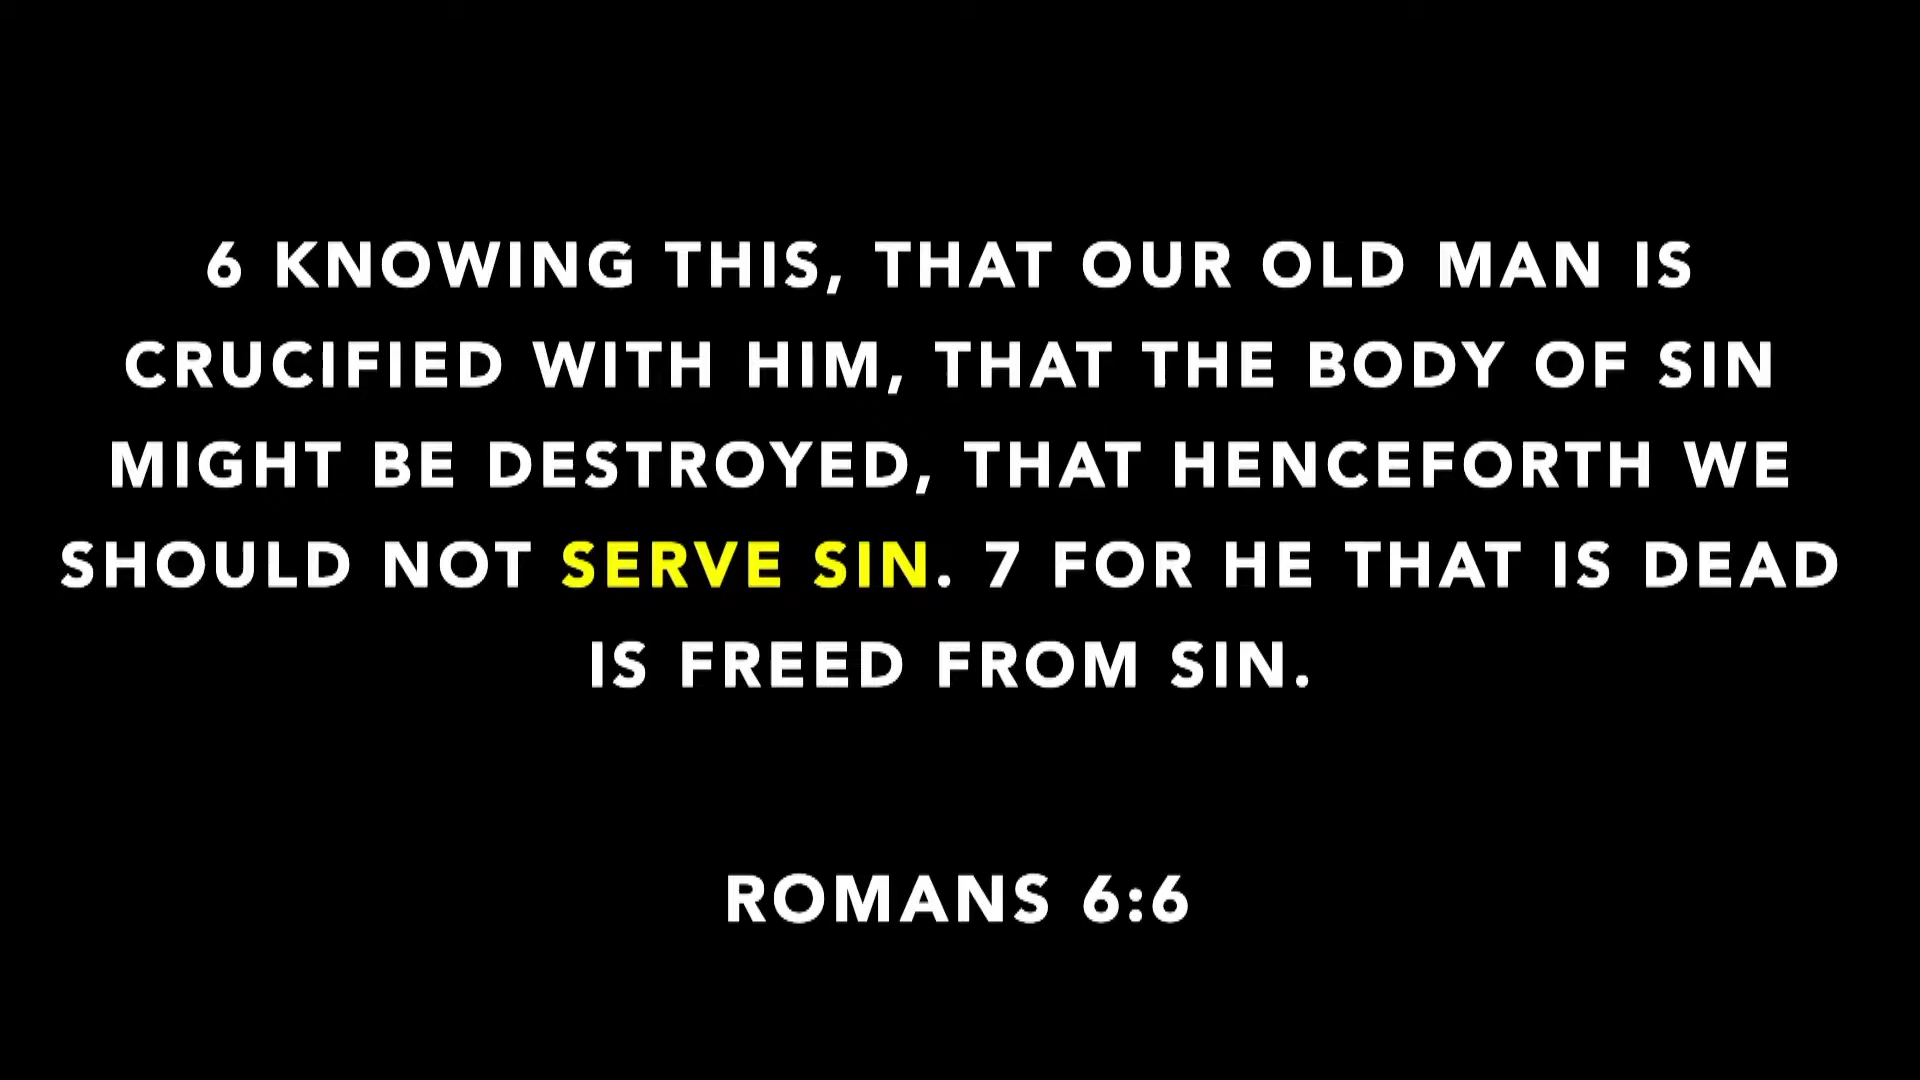 6 KNOWING THIS, THAT OUR OLD MAN IS
CRUCIFIED WITH HIM, THAT THE BODY OF SIN
MIGHT BE DESTROYED, THAT HENCEFORTH WE
SHOULD NOT SERVE SIN. 7 FOR HE THAT IS DEAD
IS FREED FROM SIN.
ROMANS 6:6